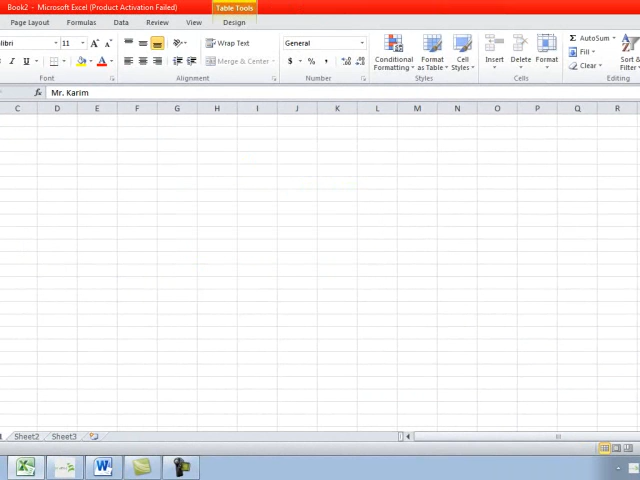 Book2 - Microsoft Excel (Product Activation Failed)
Table Tools
Page Layout Formulas Data Review View Design
11 A A Wrap Text General AutoSum
U A Merge & Center $ % , Conditional Formatting Format as Table Cell Styles Insert Delete Format Fill Clear Sort &
Font Alignment Number Styles Cells Editing
fx Mr. Karim
C D E F G H I J K L M N O P Q R
Sheet2 Sheet3